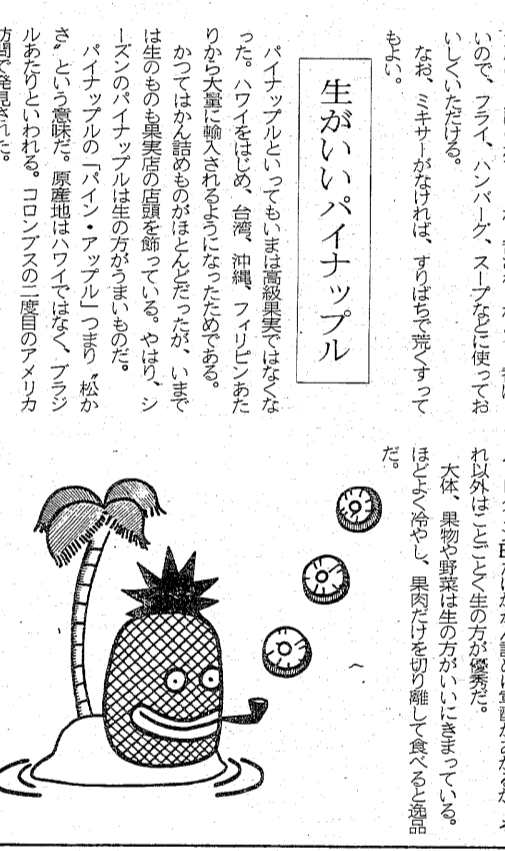 いので、フライ、ハンバーグ、スープなどに使ってお
いしくいただける。
なお、ミキサーがなければ、すりばちで荒くすって
もよい。
生がいいパイナップル
パイナップルといってもいまは高級果実ではなくな
った。ハワイをはじめ、台湾、沖縄、フィリピンあた
りから大量に輸入されるようになったためである。
かつてはかん詰めものがほとんどだったが、いまで
は生のものも果実店の店頭を飾っている。やはり、シ
ーズンのパイナップルは生の方がうまいものだ。
パイナップルの「パイン・アップル」つまり〝松か
さ〟という意味だ。原産地はハワイではなく、ブラジ
ルあたりといわれる。コロンブスの二度目のアメリカ
訪問で発見された。
れ以外はことごとく生の方が優秀だ。
大体、果物や野菜は生の方がいいにきまっている。
ほどよく冷やし、果肉だけを切り離して食べると逸品
だ。